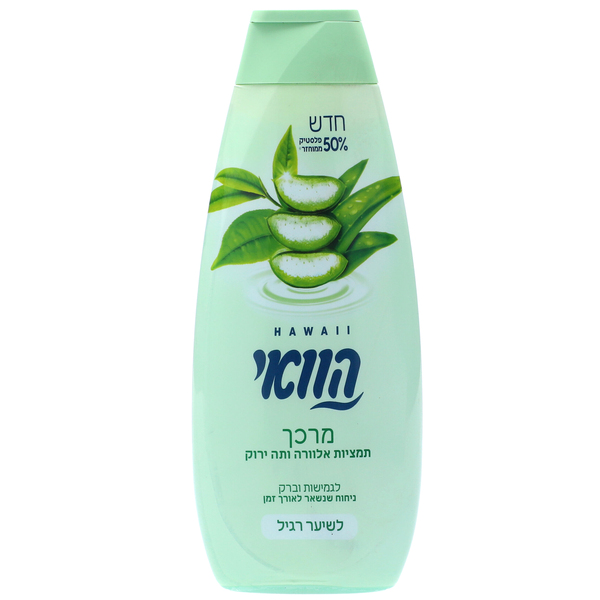 חדש
50% פלסטיק
ממוחזר
HAWAII
הוואי
מרכך
תמציות אלוורה ותה ירוק
לגמישות וברק
ניחוח שנשאר לאורך זמן
לשיער רגיל